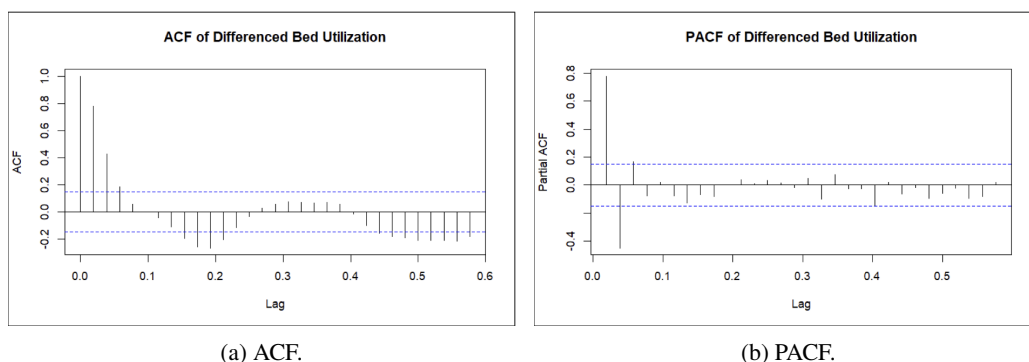 ACF of Differenced Bed Utilization
ACF
1.0
0.8
0.6
0.4
0.2
0.0
-0.2
0.0 0.1 0.2 0.3 0.4 0.5 0.6
Lag
(a) ACF.
PACF of Differenced Bed Utilization
Partial ACF
0.8
0.6
0.4
0.2
0.0
-0.4
0.0 0.1 0.2 0.3 0.4 0.5
Lag
(b) PACF.